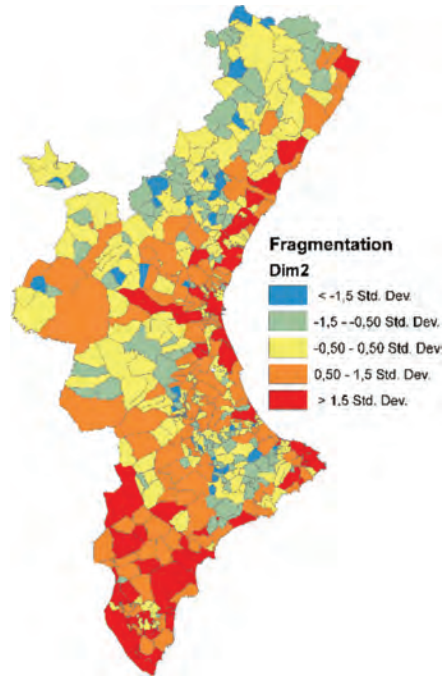 Fragmentation
Dim2
< -1,5 Std. Dev.
-1,5 - -0,50 Std. Dev.
-0,50 - 0,50 Std. Dev.
0,50 - 1,5 Std. Dev.
> 1,5 Std. Dev.